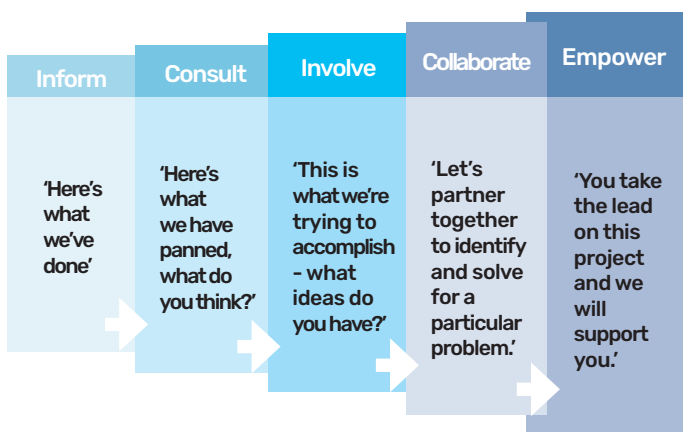 Inform
‘Here’s
what
we’ve
done’
Consult
‘Here’s
what
we have
panned,
what do
you think?’
Involve
‘This is
what we’re
trying to
accomplish
- what
ideas do
you have?’
Collaborate
‘Let’s
partner
together
to identify
and solve
for a
particular
problem.’
Empower
‘You take
the lead
on this
project
and we
will
support
you.’